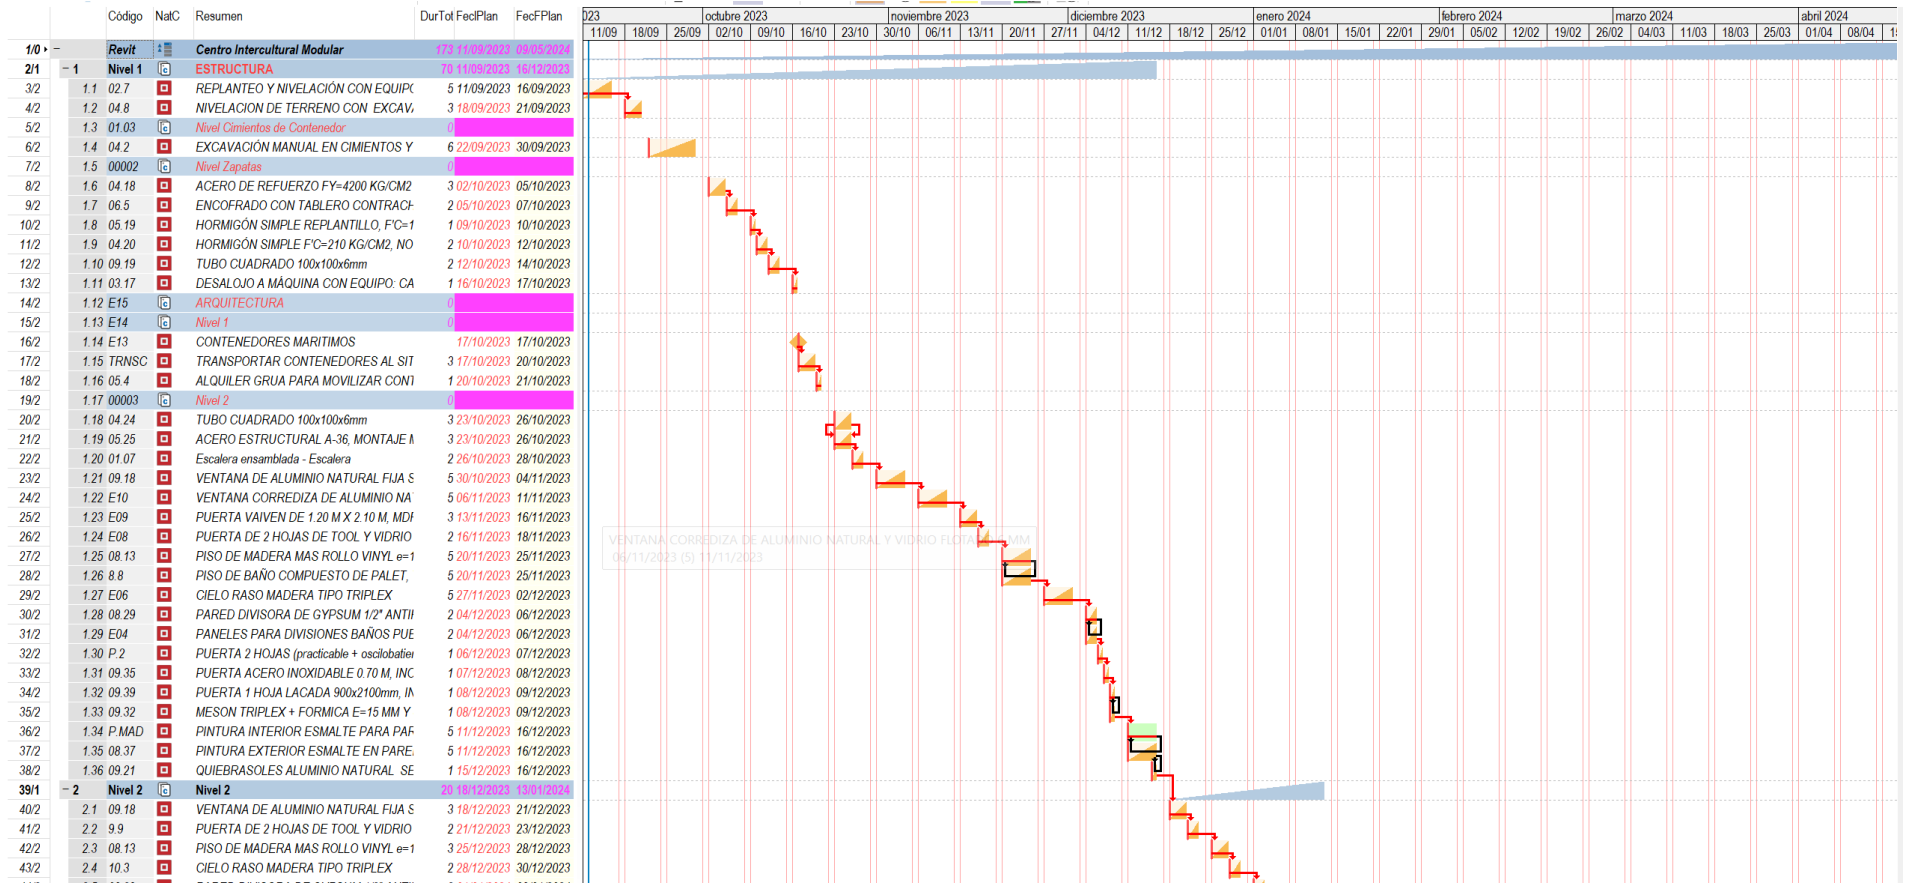 Código NatC Resumen DurTot FecIPlan FecFPlan
023 octubre 2023 noviembre 2023 diciembre 2023 enero 2024 febrero 2024 marzo 2024 abril 2024
11/09 18/09 25/09 02/10 09/10 16/10 23/10 30/10 06/11 13/11 20/11 27/11 04/12 11/12 18/12 25/12 01/01 08/01 15/01 22/01 29/01 05/02 12/02 19/02 26/02 04/03 11/03 18/03 25/03 01/04 08/04
1/0 Revit Centro Intercultural Modular 173 11/09/2023 09/05/2024
2/1 1 Nivel 1 ESTRUCTURA 70 11/09/2023 16/12/2023
3/2 1.1 02.7 REPLANTEO Y NIVELACIÓN CON EQUIPO 5 11/09/2023 16/09/2023
4/2 1.2 04.8 NIVELACION DE TERRENO CON EXCAVA 3 18/09/2023 21/09/2023
5/2 1.3 01.03 Nivel Cimientos de Contenedor 0
6/2 1.4 04.2 EXCAVACIÓN MANUAL EN CIMIENTOS Y 6 22/09/2023 30/09/2023
7/2 1.5 00002 Nivel Zapatas 0
8/2 1.6 04.18 ACERO DE REFUERZO FY=4200 KG/CM2 3 02/10/2023 05/10/2023
9/2 1.7 06.5 ENCOFRADO CON TABLERO CONTRACH 2 05/10/2023 07/10/2023
10/2 1.8 05.19 HORMIGÓN SIMPLE REPLANTILLO, F'C=1 1 09/10/2023 10/10/2023
11/2 1.9 04.20 HORMIGÓN SIMPLE F'C=210 KG/CM2, NO 2 10/10/2023 12/10/2023
12/2 1.10 09.19 TUBO CUADRADO 100x100x6mm 2 12/10/2023 14/10/2023
13/2 1.11 03.17 DESALOJO A MÁQUINA CON EQUIPO: CA 1 16/10/2023 17/10/2023
14/2 1.12 E15 ARQUITECTURA 0
15/2 1.13 E14 Nivel 1 0
16/2 1.14 E13 CONTENEDORES MARITIMOS 17/10/2023 17/10/2023
17/2 1.15 TRNSC TRANSPORTAR CONTENEDORES AL SIT 3 17/10/2023 20/10/2023
18/2 1.16 05.4 ALQUILER GRUA PARA MOVILIZAR CONT 1 20/10/2023 21/10/2023
19/2 1.17 00003 Nivel 2 0
20/2 1.18 04.24 TUBO CUADRADO 100x100x6mm 3 23/10/2023 26/10/2023
21/2 1.19 05.25 ACERO ESTRUCTURAL A-36, MONTAJE M 3 23/10/2023 26/10/2023
22/2 1.20 01.07 Escalera ensamblada - Escalera 2 26/10/2023 28/10/2023
23/2 1.21 09.18 VENTANA DE ALUMINIO NATURAL FIJA S 5 30/10/2023 04/11/2023
24/2 1.22 E10 VENTANA CORREDIZA DE ALUMINIO NA 5 06/11/2023 11/11/2023
25/2 1.23 E09 PUERTA VAIVEN DE 1.20 M X 2.10 M, MDF 3 13/11/2023 16/11/2023
26/2 1.24 E08 PUERTA DE 2 HOJAS DE TOOL Y VIDRIO 2 16/11/2023 18/11/2023
VENTANA CORREDIZA DE ALUMINIO NATURAL Y VIDRIO
06/11/2023 (5) 11/11/2023
27/2 1.25 08.13 PISO DE MADERA MAS ROLLO VINYL e=1 5 20/11/2023 25/11/2023
28/2 1.26 8.8 PISO DE BAÑO COMPUESTO DE PALET, 5 20/11/2023 25/11/2023
29/2 1.27 E06 CIELO RASO MADERA TIPO TRIPLEX 5 27/11/2023 02/12/2023
30/2 1.28 08.29 PARED DIVISORA DE GYPSUM 1/2" ANTIH 2 04/12/2023 06/12/2023
31/2 1.29 E04 PANELES PARA DIVISIONES BAÑOS PUE 2 04/12/2023 06/12/2023
32/2 1.30 P.2 PUERTA 2 HOJAS (practicable + oscilobatien 1 06/12/2023 07/12/2023
33/2 1.31 09.35 PUERTA ACERO INOXIDABLE 0.70 M, INC 1 07/12/2023 08/12/2023
34/2 1.32 09.39 PUERTA 1 HOJA LACADA 900x2100mm, IN 1 08/12/2023 09/12/2023
35/2 1.33 09.32 MESON TRIPLEX + FORMICA E=15 MM Y 1 08/12/2023 09/12/2023
36/2 1.34 P.MAD PINTURA INTERIOR ESMALTE PARA PAR 5 11/12/2023 16/12/2023
37/2 1.35 08.37 PINTURA EXTERIOR ESMALTE EN PARE. 5 11/12/2023 16/12/2023
38/2 1.36 09.21 QUIEBRASOLES ALUMINIO NATURAL SE 1 15/12/2023 16/12/2023
39/1 2 Nivel 2 Nivel 2 20 18/12/2023 13/01/2024
40/2 2.1 09.18 VENTANA DE ALUMINIO NATURAL FIJA S 3 18/12/2023 21/12/2023
41/2 2.2 9.9 PUERTA DE 2 HOJAS DE TOOL Y VIDRIO 2 21/12/2023 23/12/2023
42/2 2.3 08.13 PISO DE MADERA MAS ROLLO VINYL e=1 3 25/12/2023 28/12/2023
43/2 2.4 10.3 CIELO RASO MADERA TIPO TRIPLEX 2 28/12/2023 30/12/2023